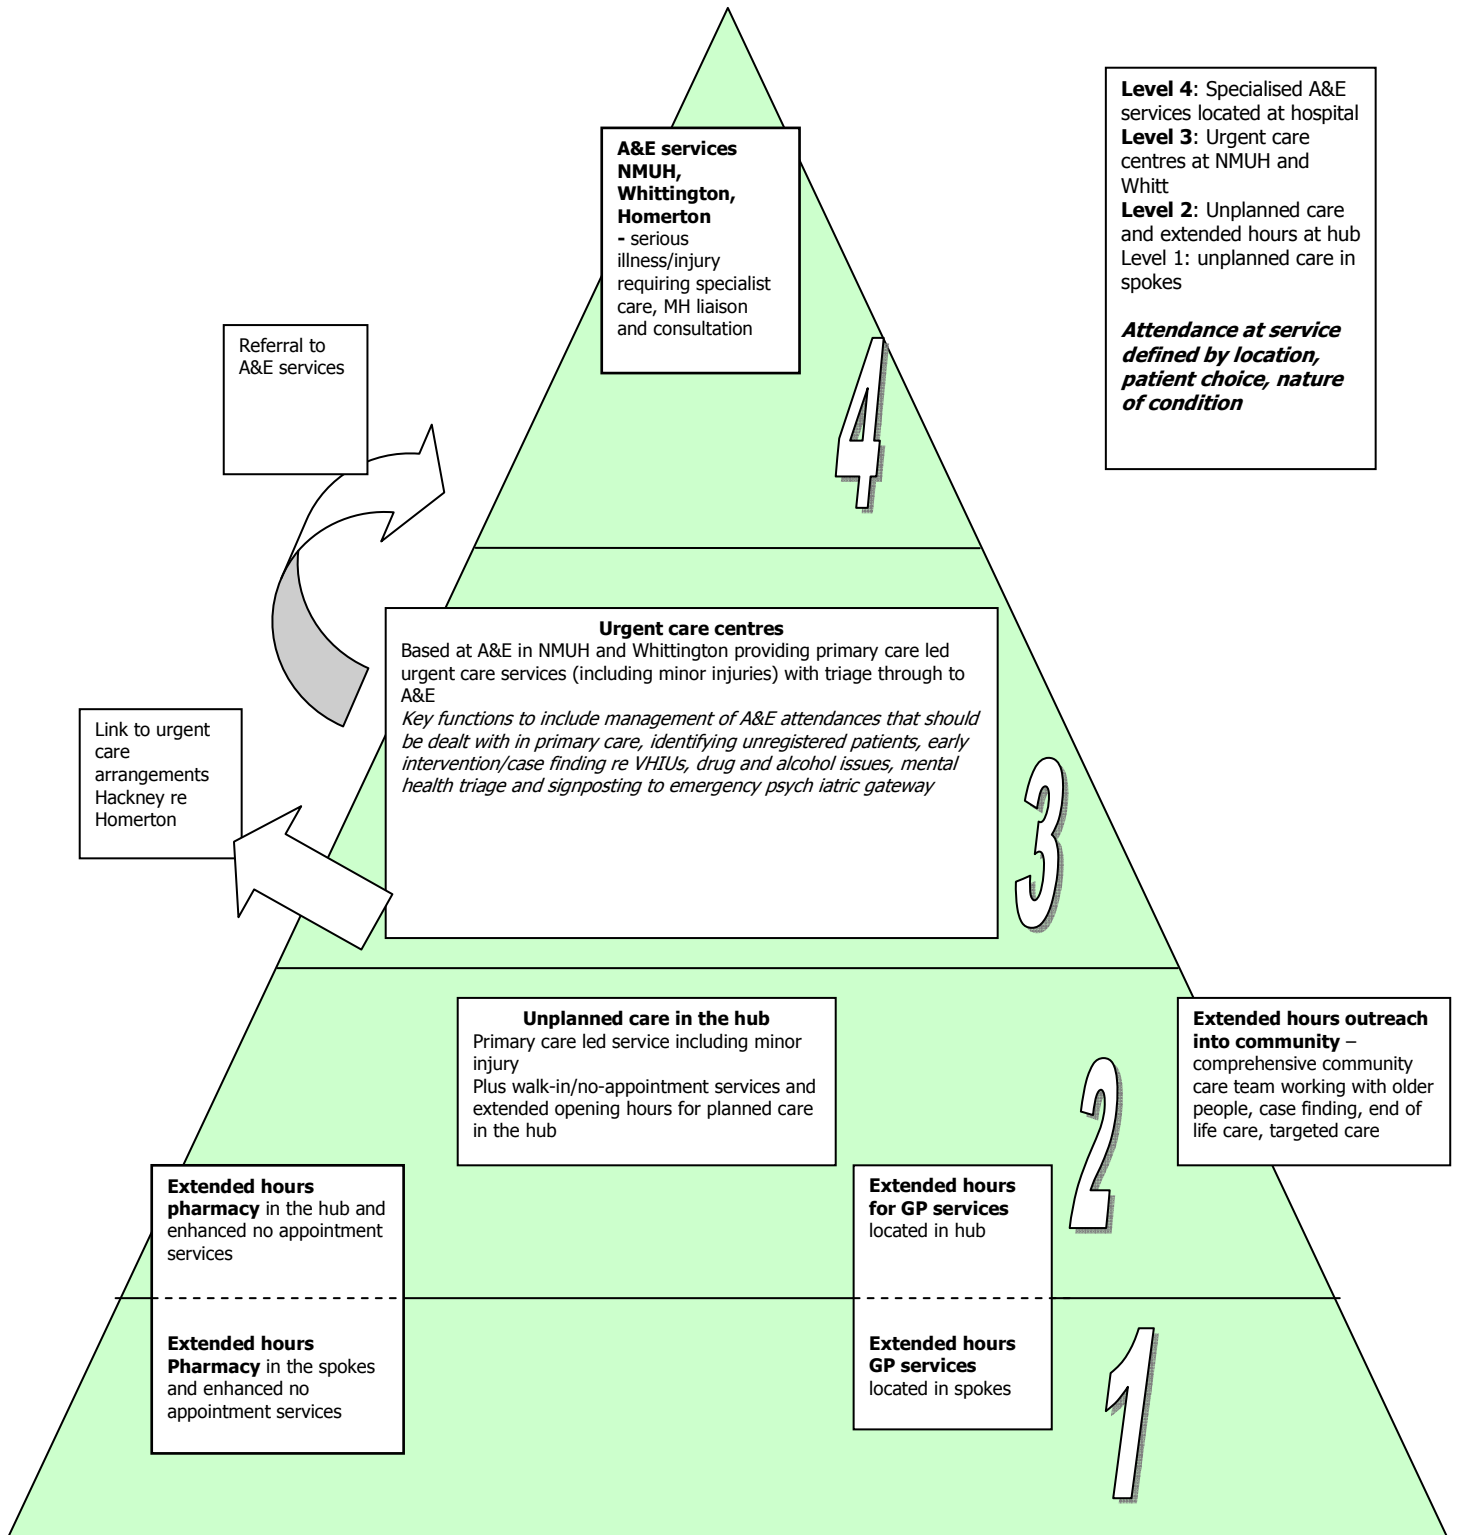 A&E services
NMUH,
Whittington,
Homerton
- serious
illness/injury
requiring specialist
care, MH liaison
and consultation
Level 4: Specialised A&E
services located at hospital
Level 3: Urgent care
centres at NMUH and
Whitt
Level 2: Unplanned care
and extended hours at hub
Level 1: unplanned care in
spokes
Attendance at service
defined by location,
patient choice, nature
of condition
Referral to
A&E services
4
Urgent care centres
Based at A&E in NMUH and Whittington providing primary care led
urgent care services (including minor injuries) with triage through to
A&E
Key functions to include management of A&E attendances that should
be dealt with in primary care, identifying unregistered patients, early
intervention/case finding re VHIUs, drug and alcohol issues, mental
health triage and signposting to emergency psych iatric gateway
Link to urgent
care
arrangements
Hackney re
Homerton
3
Unplanned care in the hub
Primary care led service including minor
injury
Plus walk-in/no-appointment services and
extended opening hours for planned care
in the hub
Extended hours outreach
into community –
comprehensive community
care team working with older
people, case finding, end of
life care, targeted care
2
Extended hours
pharmacy in the hub and
enhanced no appointment
services
Extended hours
for GP services
located in hub
Extended hours
Pharmacy in the spokes
and enhanced no
appointment services
Extended hours
GP services
located in spokes
1